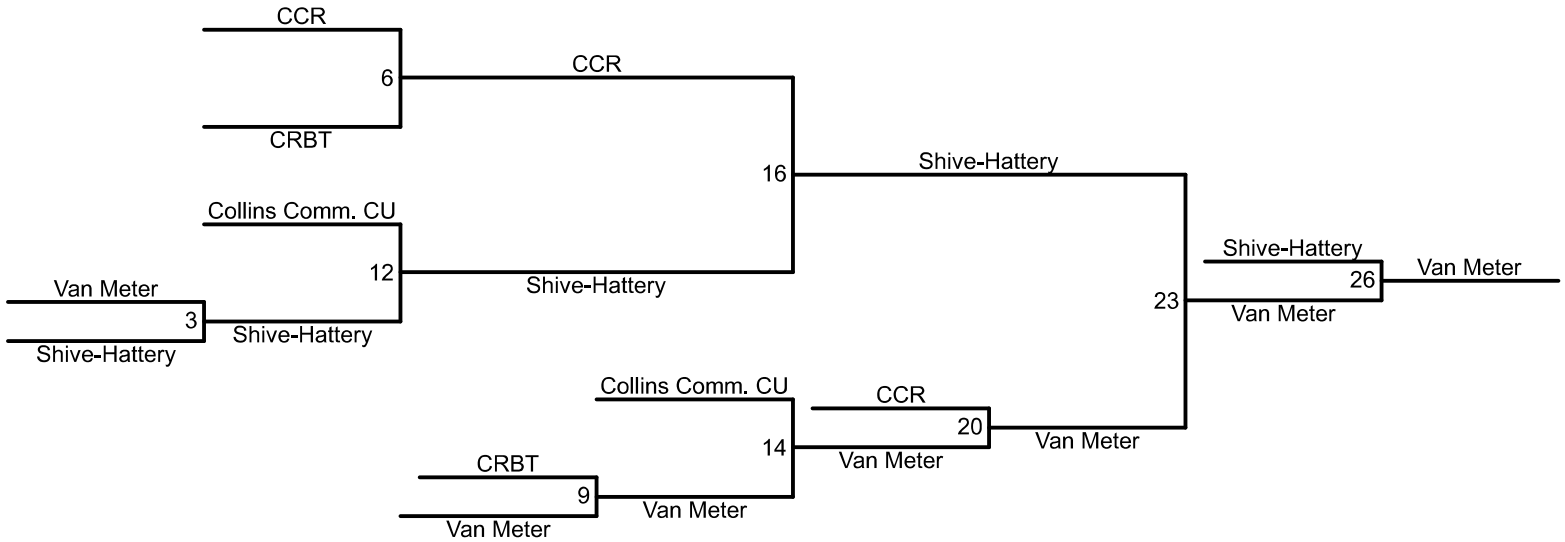 CCR
6
CCR
CRBT
16
Shive-Hattery
Collins Comm. CU
12
Shive-Hattery
Van Meter
3
Shive-Hattery
Shive-Hattery
23
Shive-Hattery
26
Van Meter
Van Meter
Collins Comm. CU
14
CCR
20
Van Meter
Van Meter
CRBT
9
Van Meter
Van Meter